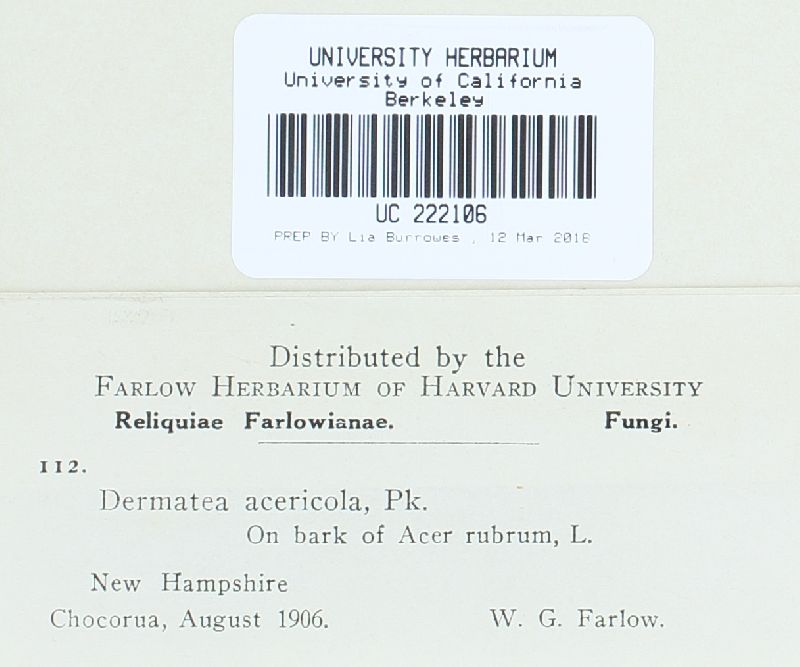 UNIVERSITY HERBARIUM
University of California
Berkeley
UC 222106
PREP BY Lia Burrowes , 12 Mar 2018
Distributed by the
FARLOW HERBARIUM OF HARVARD UNIVERSITY
Reliquiae Farlowianae. Fungi.
112.
Dermatea acericola, Pk.
On bark of Acer rubrum, L.
New Hampshire
Chocorua, August 1906. W. G. Farlow.